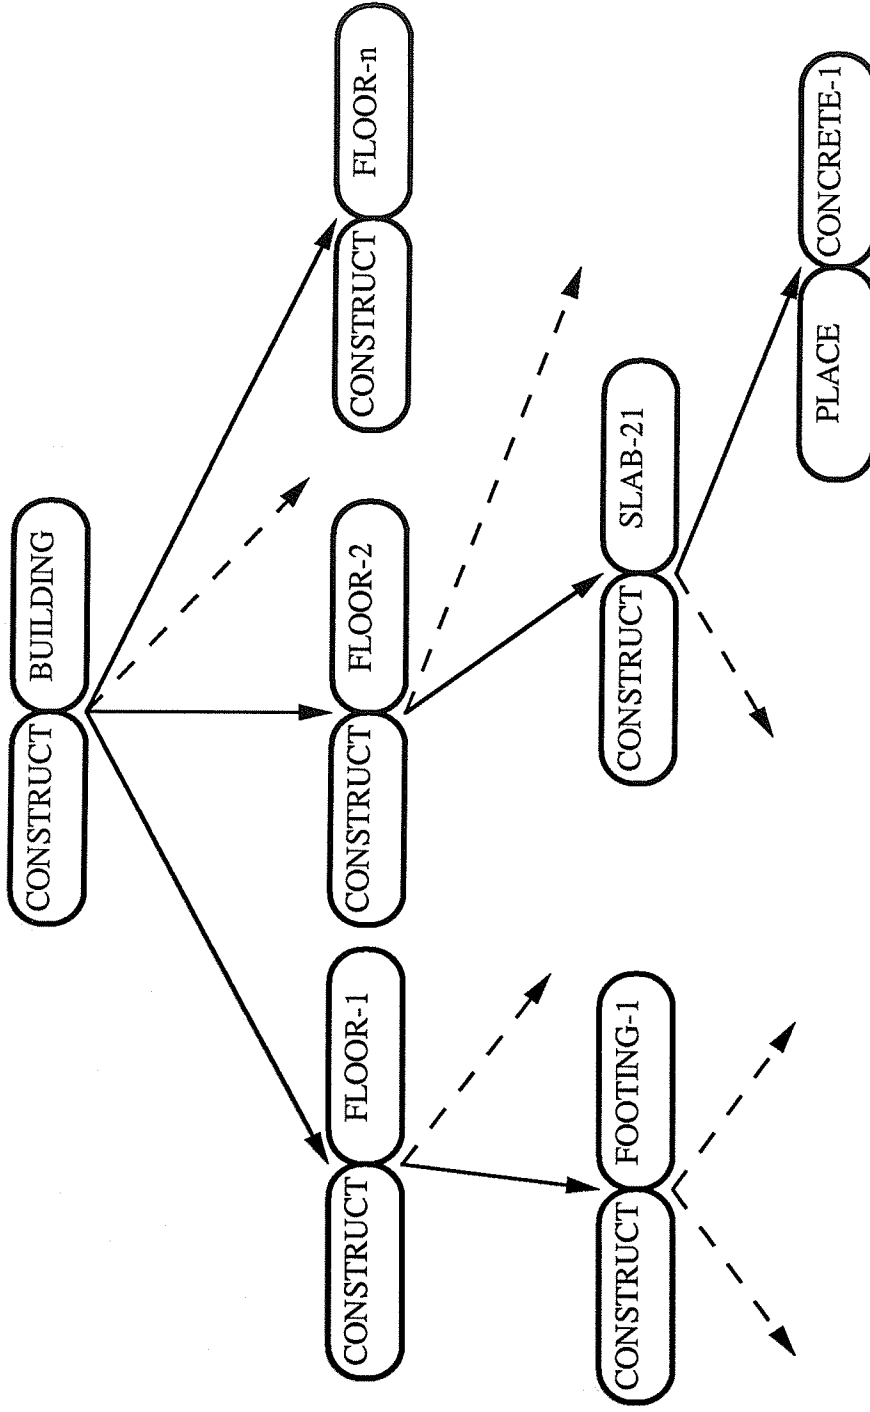 CONSTRUCT BUILDING
CONSTRUCT FLOOR-1
CONSTRUCT FLOOR-2
CONSTRUCT FLOOR-n
CONSTRUCT FOOTING-1
CONSTRUCT SLAB-21
PLACE CONCRETE-1